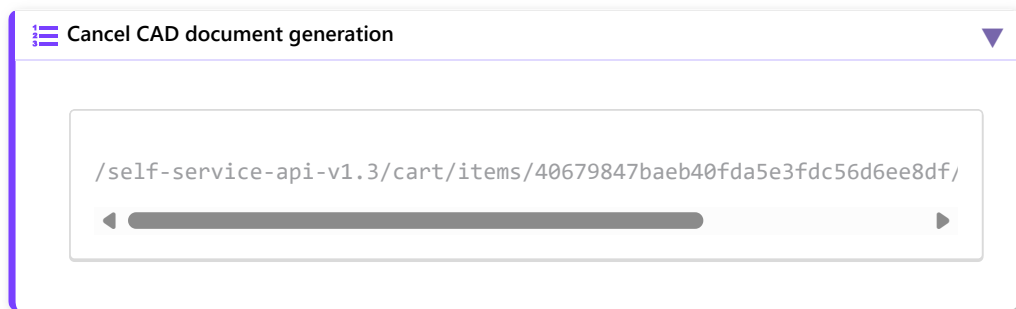 Cancel CAD document generation
/self-service-api-v1.3/cart/items/40679847baeb40fda5e3fdc56d6ee8df/